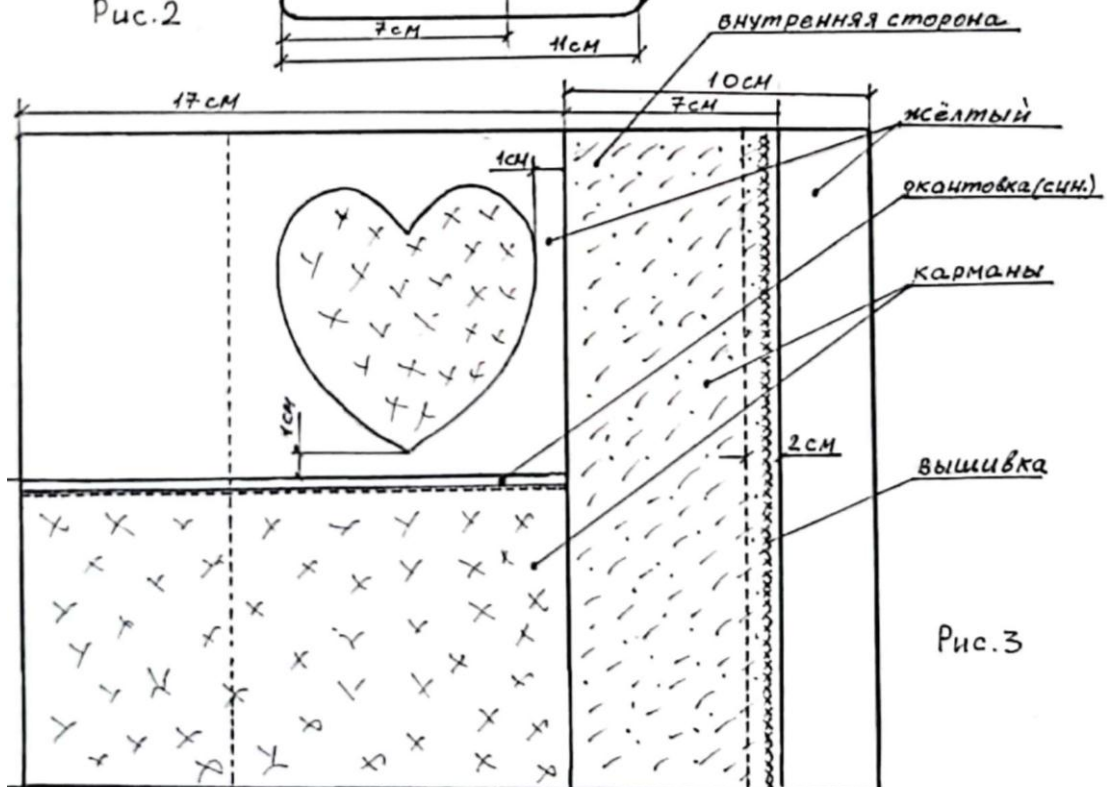 Рис.2
7см
11см
внутренняя сторона
10см
17см
7см
жёлтый
1см
окантовка(син.)
карманы
1см
2см
вышивка
Рис.3